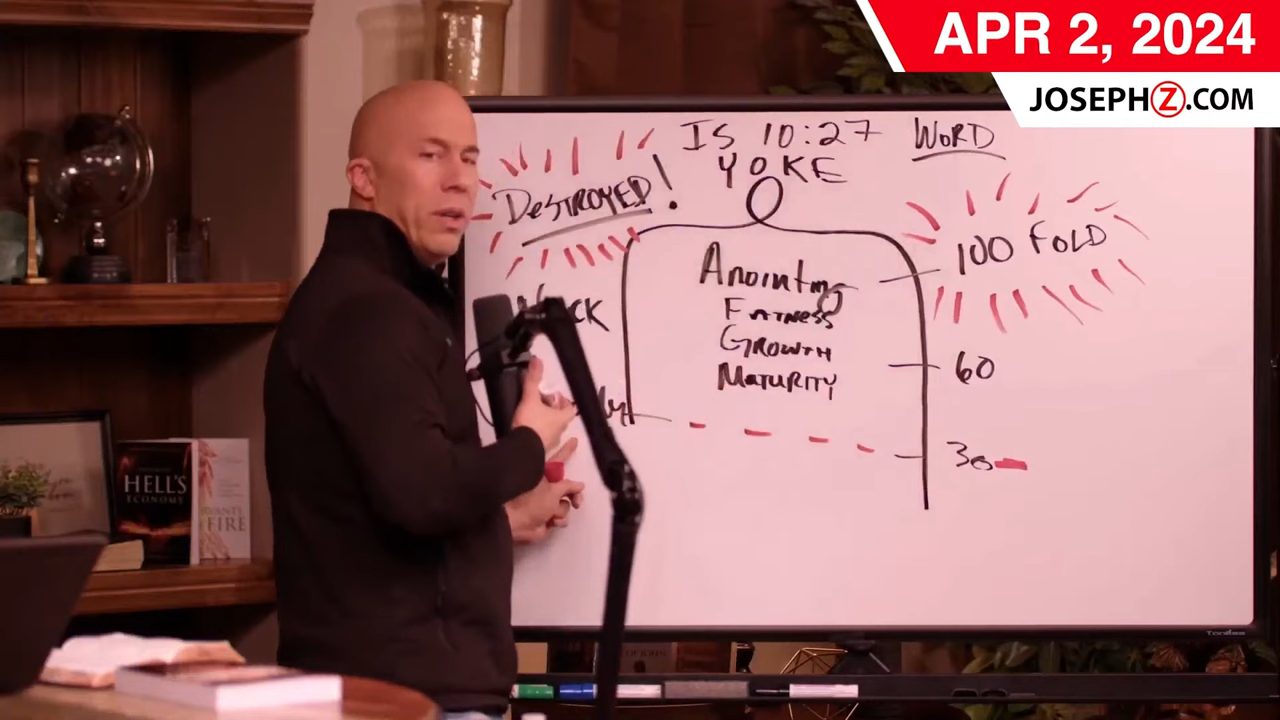 APR 2, 2024
JOSEPHZ.COM
IS 10:27 WORD
YOKE
DESTROYED!
100 FOLD
Anointing
FATNESS
GROWTH
MATURITY
60
30
HELL'S
ECONOMY
FIRE